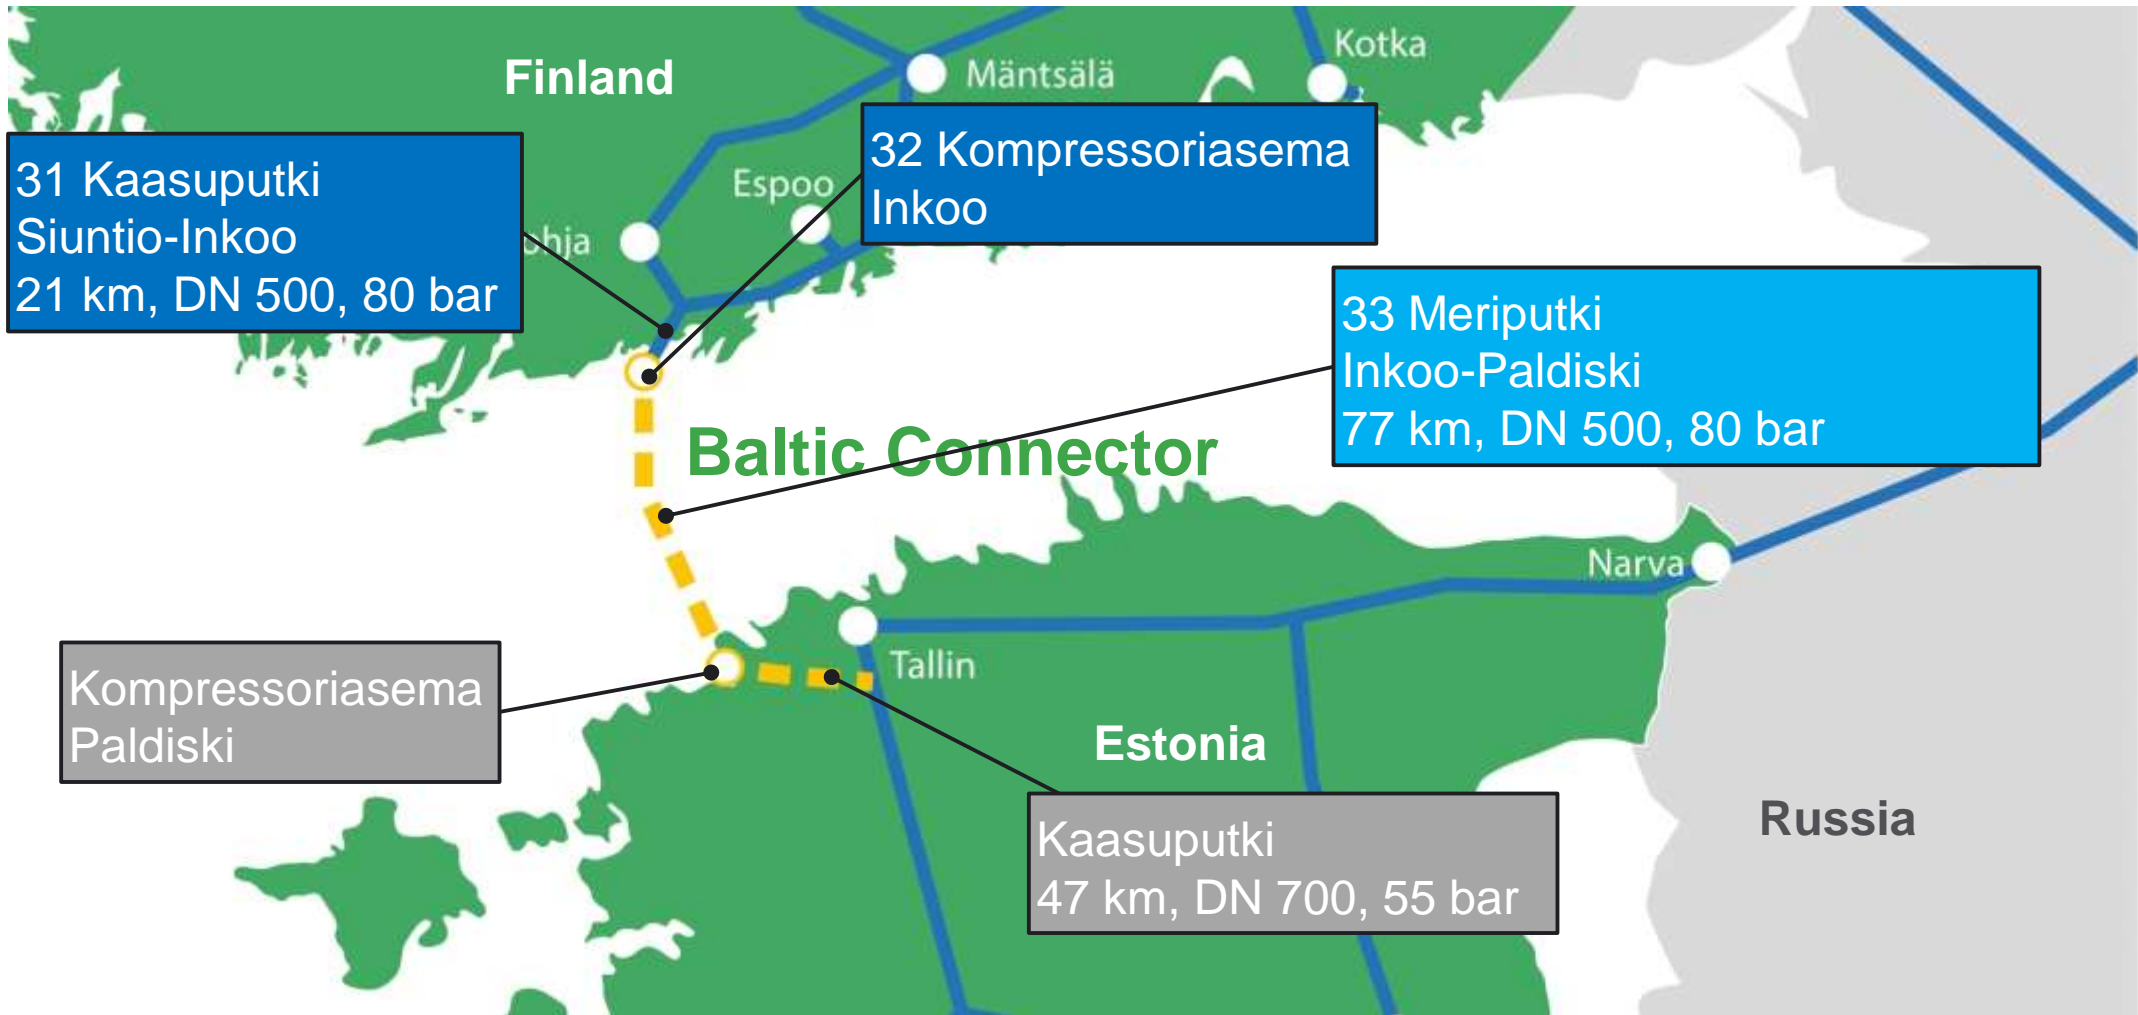 Finland
Mäntsälä
Kotka
31 Kaasuputki
Siuntio-Inkoo
21 km, DN 500, 80 bar
32 Kompressoriasema
Inkoo
Espoo
ohja
33 Meriputki
Inkoo-Paldiski
77 km, DN 500, 80 bar
Baltic Connector
Narva
Tallin
Kompressoriasema
Paldiski
Estonia
Kaasuputki
47 km, DN 700, 55 bar
Russia